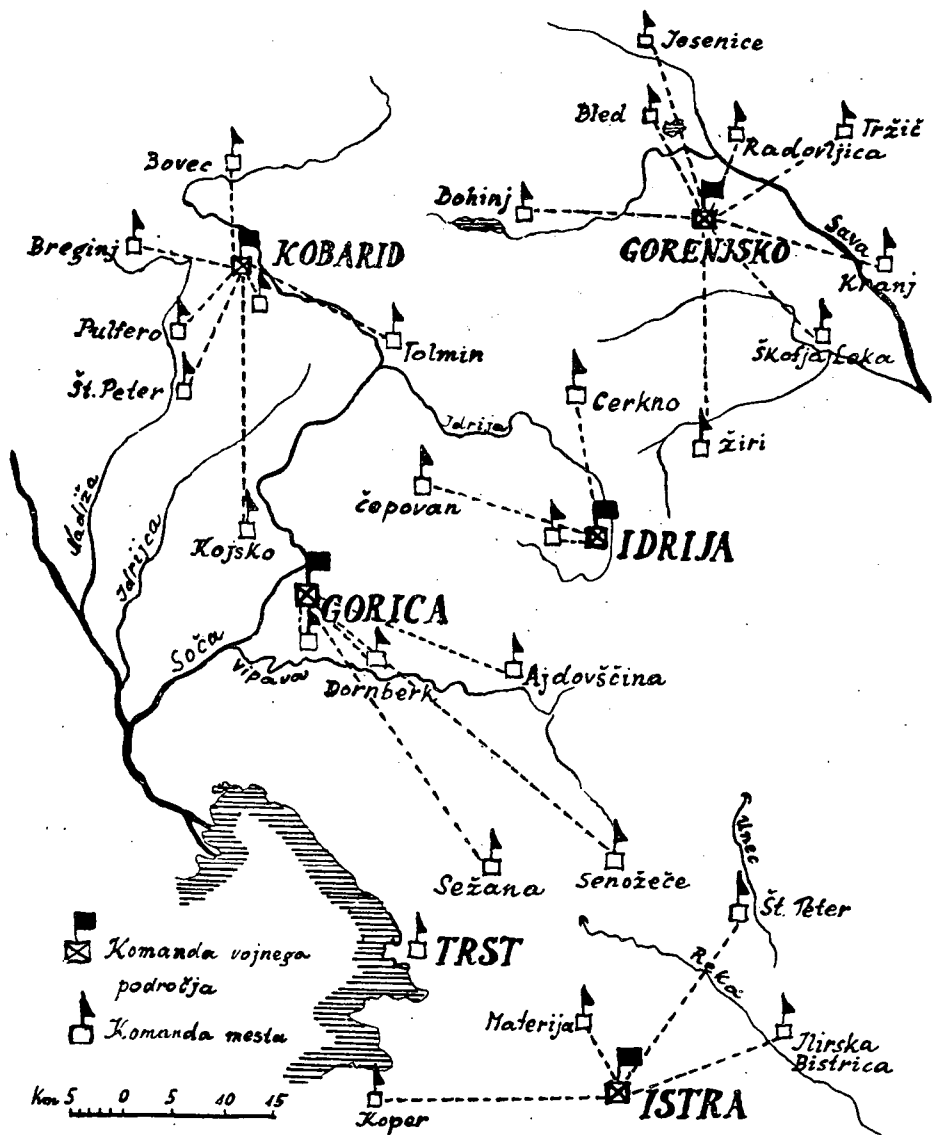 Jesenice
Bled
Radovljica
Tržič
Bovec
Bohinj
Breginj
KOBARID
GORENJSKO
Sava
Kranj
Pulfero
Tolmin
Škofja Loka
Št. Peter
Cerkno
Idrija
Žiri
Čepovan
Nadiža
Idrijca
Kojsko
IDRIJA
GORICA
Soča
Vipava
Dornberk
Ajdovščina
Unec
Sežana
Senožeče
Št. Peter
TRST
Komanda vojnega
področja
Reka
Materija
Komanda mesta
Ilirska
Bistrica
Km 5 0 5 10 15
Koper
ISTRA